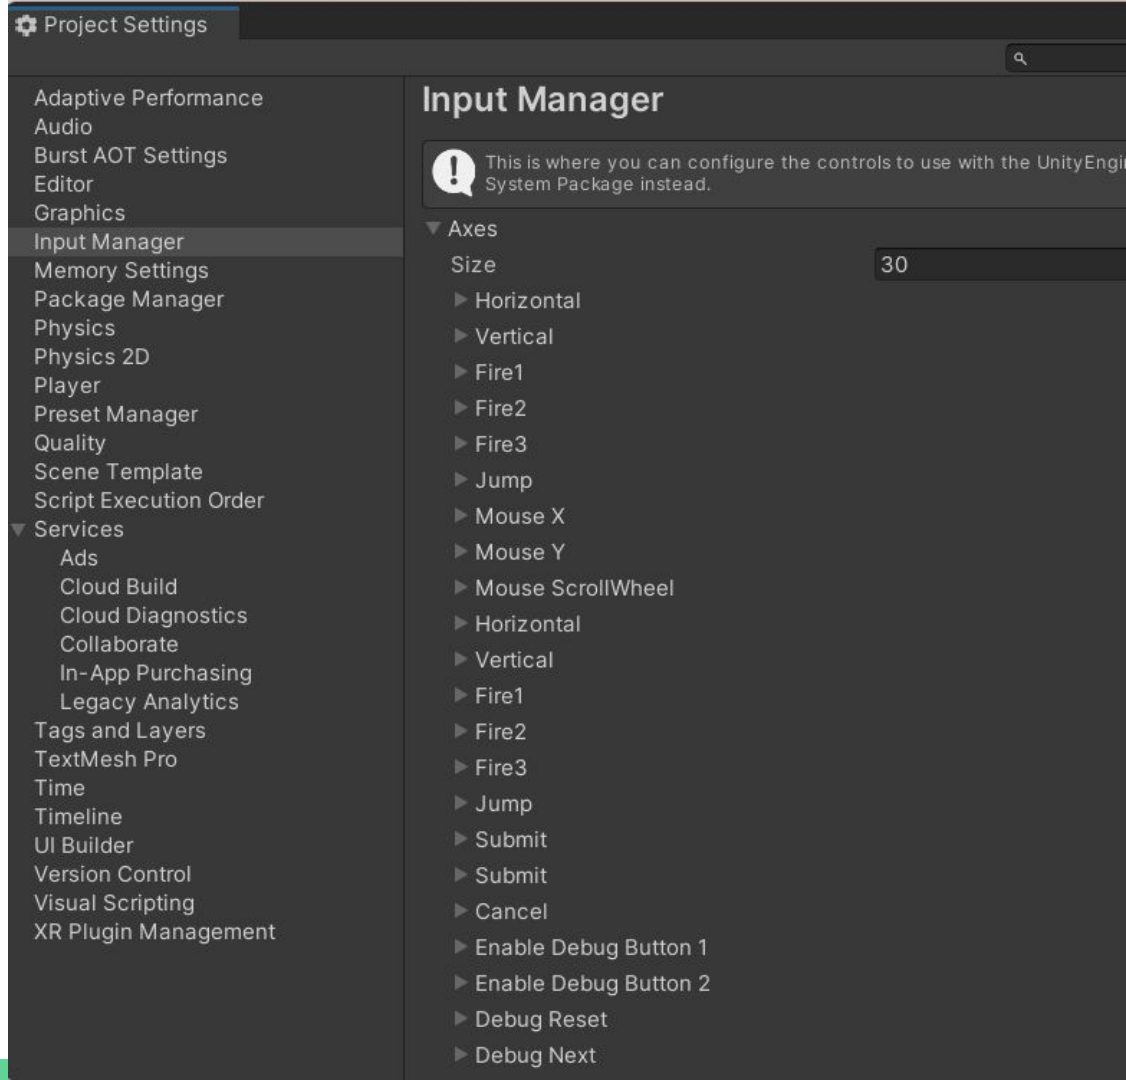 Project Settings
Adaptive Performance
Audio
Burst AOT Settings
Editor
Graphics
Input Manager
Memory Settings
Package Manager
Physics
Physics 2D
Player
Preset Manager
Quality
Scene Template
Script Execution Order
Services
Ads
Cloud Build
Cloud Diagnostics
Collaborate
In-App Purchasing
Legacy Analytics
Tags and Layers
TextMesh Pro
Time
Timeline
UI Builder
Version Control
Visual Scripting
XR Plugin Management
Input Manager
This is where you can configure the controls to use with the UnityEngi
System Package instead.
Axes
Size 30
Horizontal
Vertical
Fire1
Fire2
Fire3
Jump
Mouse X
Mouse Y
Mouse ScrollWheel
Horizontal
Vertical
Fire1
Fire2
Fire3
Jump
Submit
Submit
Cancel
Enable Debug Button 1
Enable Debug Button 2
Debug Reset
Debug Next